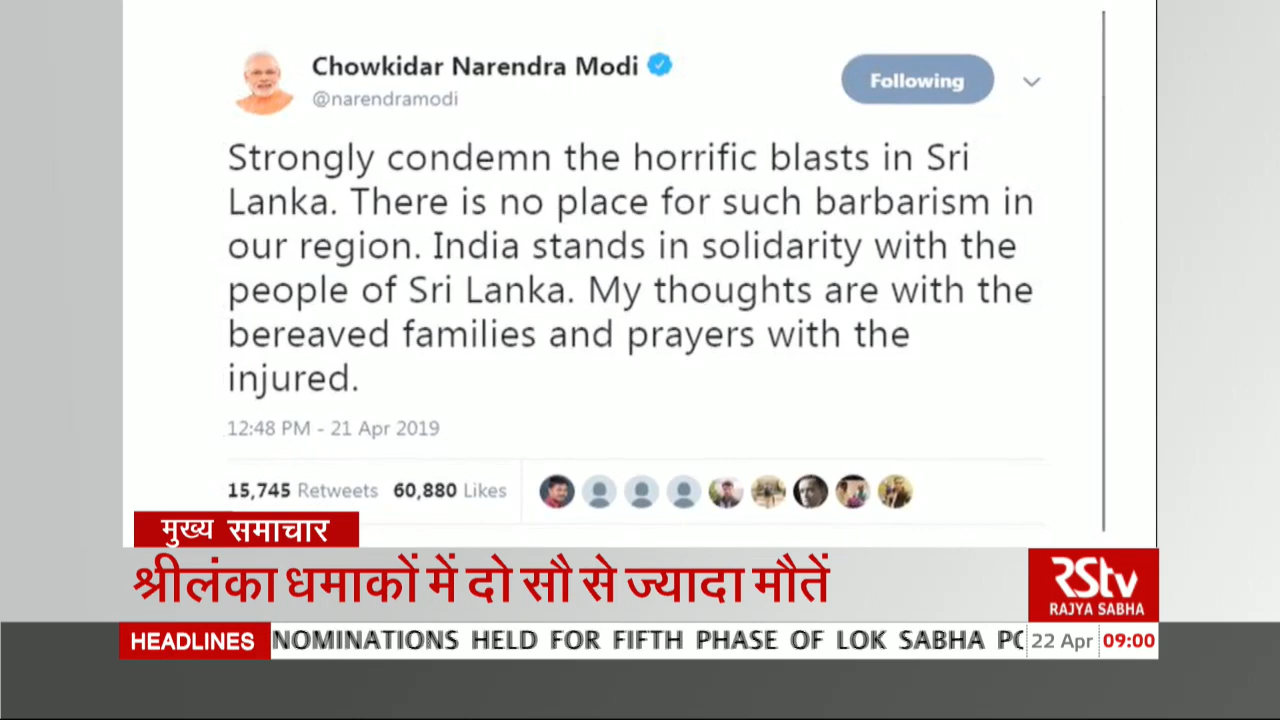 Chowkidar Narendra Modi
@narendramodi
Following
Strongly condemn the horrific blasts in Sri
Lanka. There is no place for such barbarism in
our region. India stands in solidarity with the
people of Sri Lanka. My thoughts are with the
bereaved families and prayers with the
injured.
12:48 PM - 21 Apr 2019
15,745 Retweets 60,880 Likes
मुख्य समाचार
श्रीलंका धमाकों में दो सौ से ज्यादा मौतें
RStv
RAJYA SABHA
HEADLINES NOMINATIONS HELD FOR FIFTH PHASE OF LOK SABHA 22 Apr 09:00